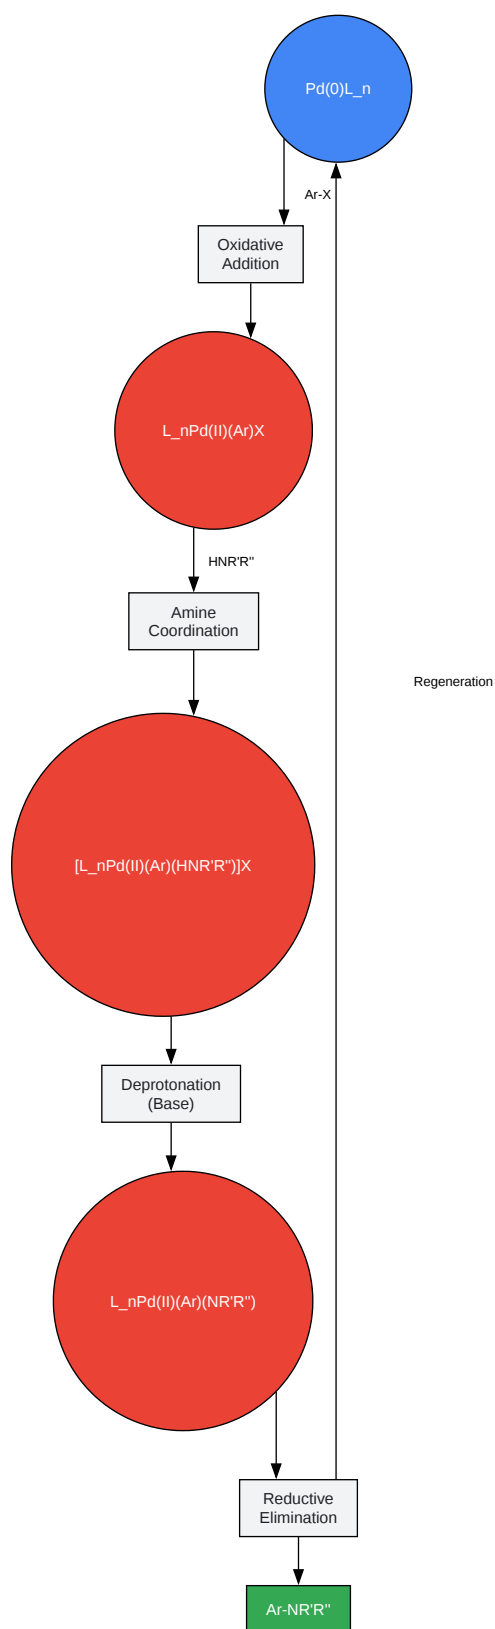 Pd(0)L_n
Ar-X
Oxidative
Addition
L_nPd(II)(Ar)X
HNR'R"
Amine
Coordination
Regeneration
[L_nPd(II)(Ar)(HNR'R")]X
Deprotonation
(Base)
L_nPd(II)(Ar)(NR'R")
Reductive
Elimination
Ar-NR'R"